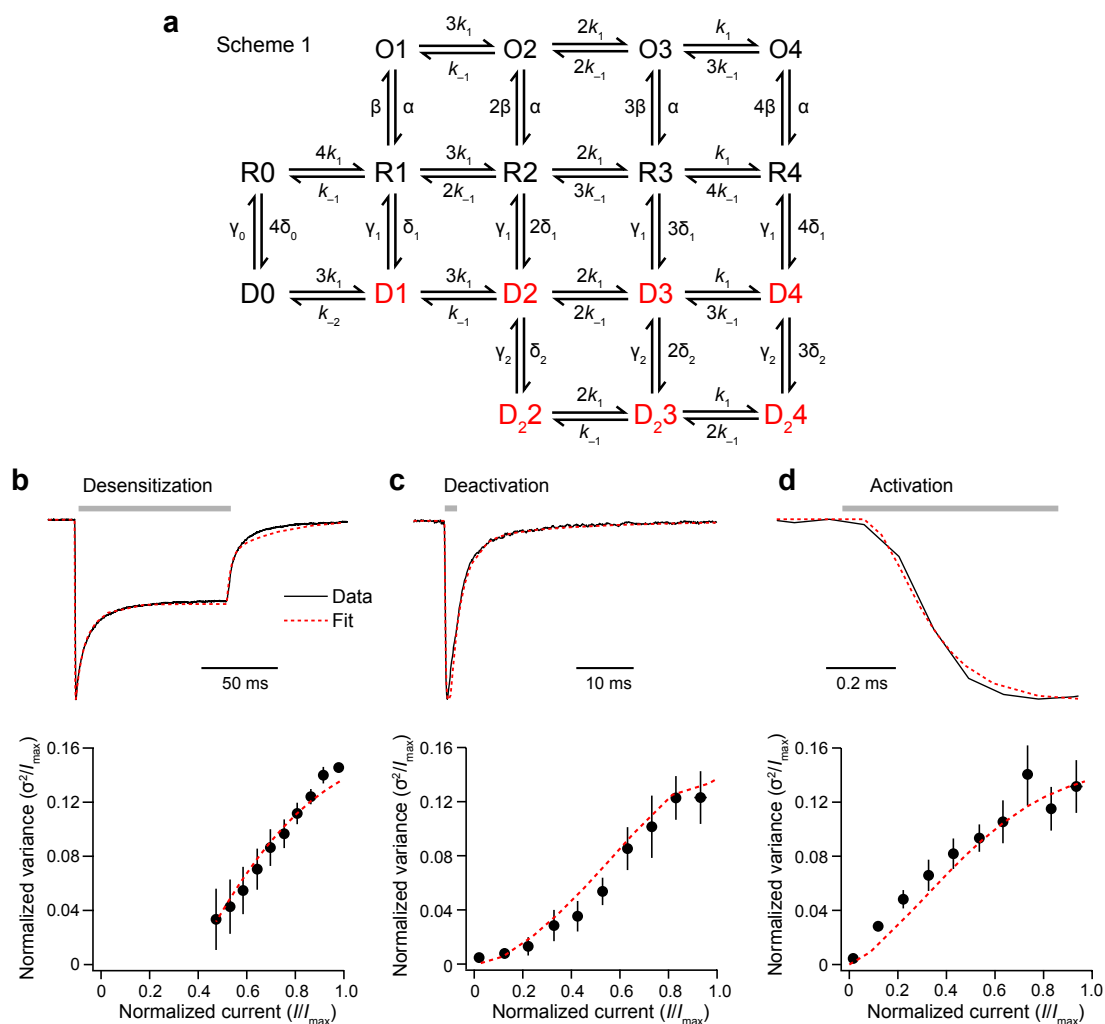 a
Scheme 1
O1 3k₁ k₋₁ O2 2k₁ 2k₋₁ O3 k₁ 3k₋₁ O4
β α 2β α 3β α 4β α
R0 4k₁ k₋₁ R1 3k₁ 2k₋₁ R2 2k₁ 3k₋₁ R3 k₁ 4k₋₁ R4
γ₀ 4δ₀ γ₁ δ₁ γ₁ 2δ₁ γ₁ 3δ₁ γ₁ 4δ₁
D0 3k₁ k₋₂ D1 3k₁ k₋₁ D2 2k₁ 2k₋₁ D3 k₁ 3k₋₁ D4
γ₂ δ₂ γ₂ 2δ₂ γ₂ 3δ₂
D₂2 2k₁ k₋₁ D₂3 k₁ 2k₋₁ D₂4
b
Desensitization
Data
Fit
50 ms
Normalized variance (σ²/Imax)
0.16
0.12
0.08
0.04
0
0 0.2 0.4 0.6 0.8 1.0
Normalized current (I/Imax)
c
Deactivation
10 ms
Normalized variance (σ²/Imax)
0.16
0.12
0.08
0.04
0
0 0.2 0.4 0.6 0.8 1.0
Normalized current (I/Imax)
d
Activation
0.2 ms
Normalized variance (σ²/Imax)
0.16
0.12
0.08
0.04
0
0 0.2 0.4 0.6 0.8 1.0
Normalized current (I/Imax)